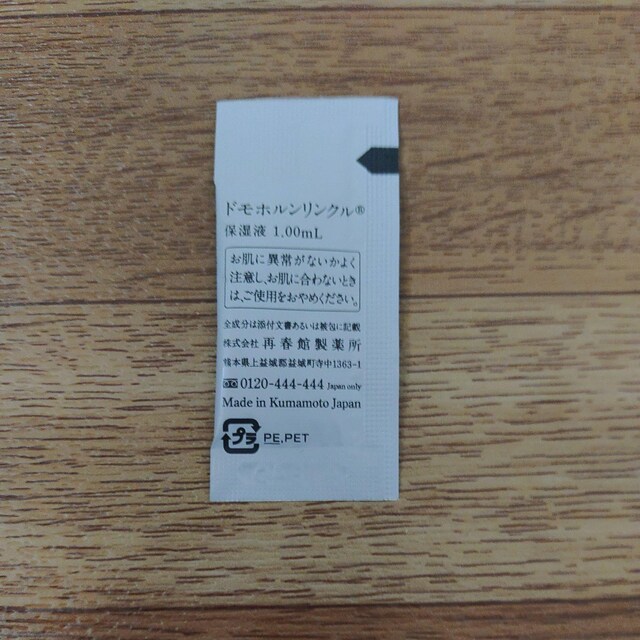 ドモホルンリンクル®
保湿液 1.00mL
お肌に異常がないかよく
注意し、お肌に合わないとき
は、ご使用をおやめください。
全成分は添付文書あるいは被包に記載
株式会社 再春館製薬所
熊本県上益城郡益城町寺中1363-1
0120-444-444 Japan only
Made in Kumamoto Japan
プラ PE,PET